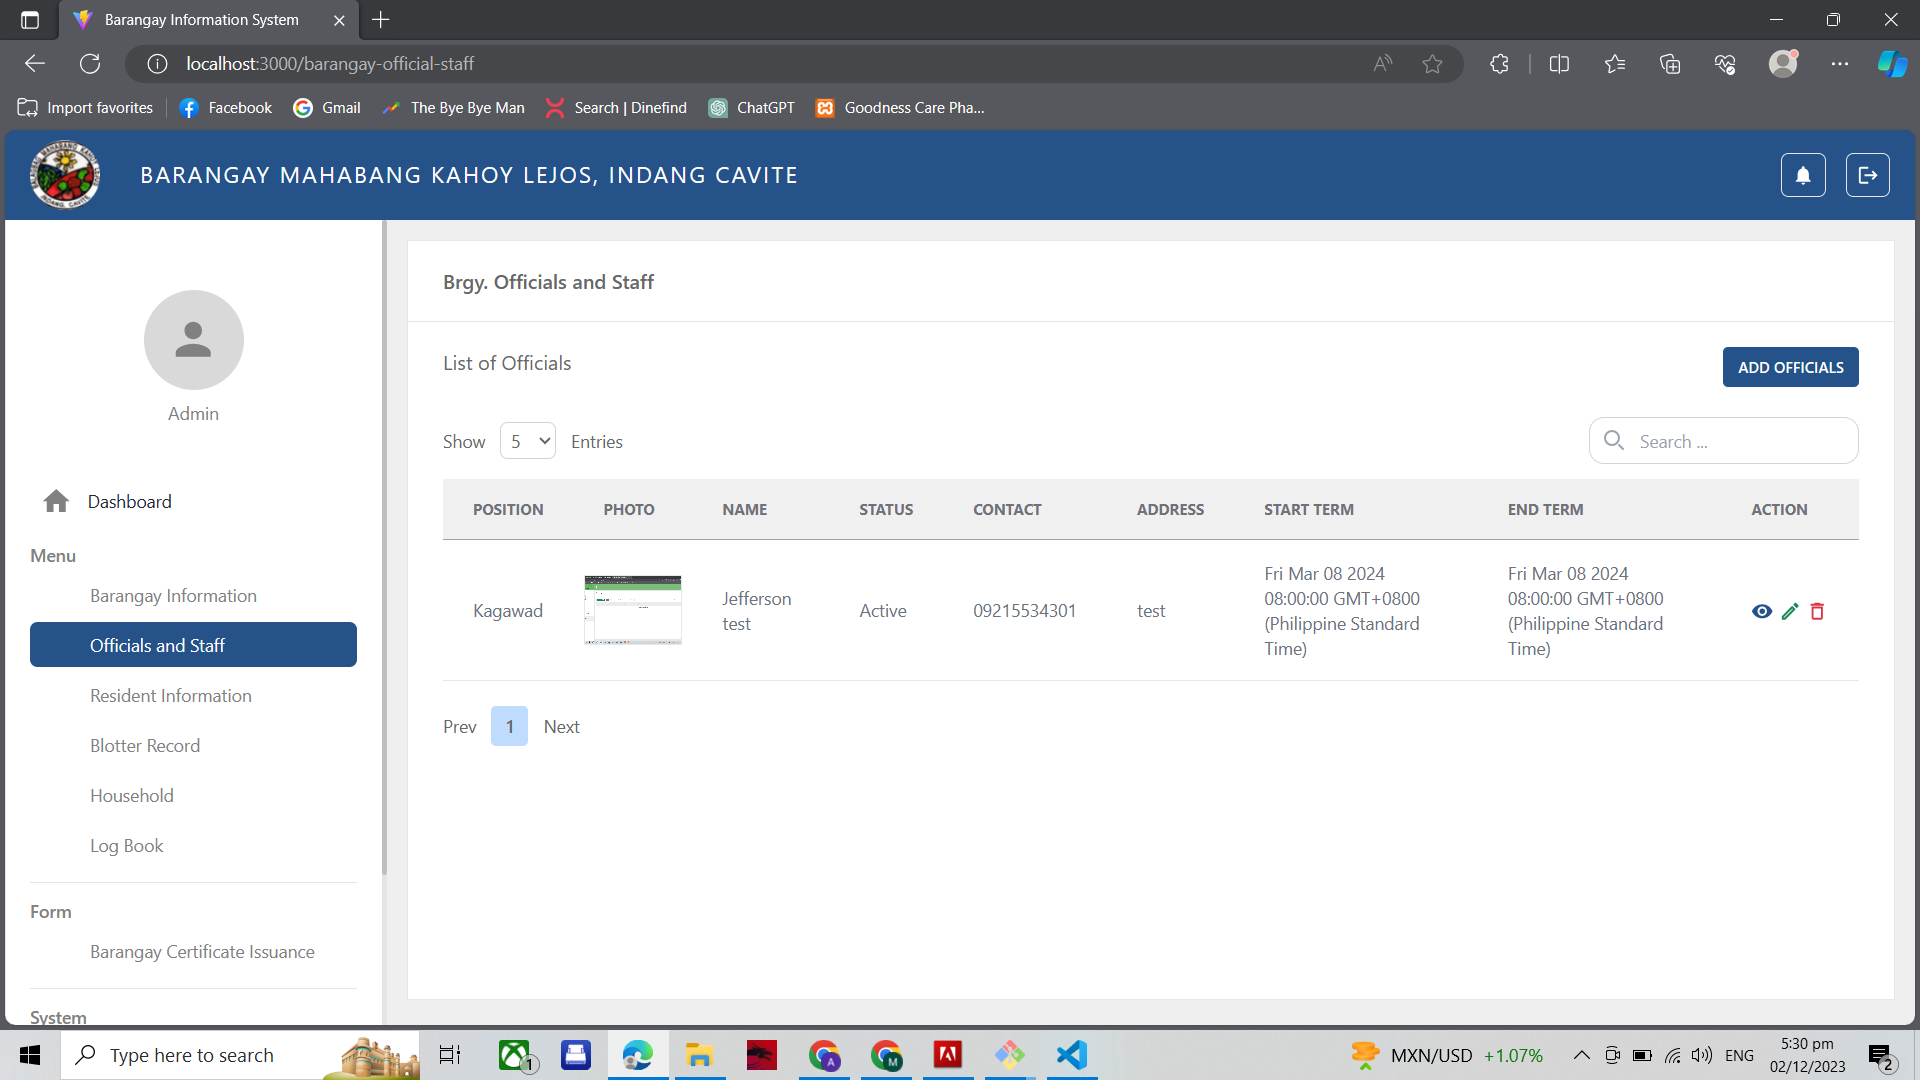 Barangay Information System
localhost:3000/barangay-official-staff
Import favorites
Facebook
Gmail
The Bye Bye Man
Search | Dinefind
ChatGPT
Goodness Care Pha...
BARANGAY MAHABANG KAHOY LEJOS, INDANG CAVITE
Admin
Dashboard
Menu
Barangay Information
Officials and Staff
Resident Information
Blotter Record
Household
Log Book
Form
Barangay Certificate Issuance
System
Brgy. Officials and Staff
List of Officials
ADD OFFICIALS
Show 5 Entries
Search ...
POSITION PHOTO NAME STATUS CONTACT ADDRESS START TERM END TERM ACTION
Kagawad
Jefferson
test
Active
09215534301
test
Fri Mar 08 2024
08:00:00 GMT+0800
(Philippine Standard
Time)
Fri Mar 08 2024
08:00:00 GMT+0800
(Philippine Standard
Time)
Prev 1 Next
Type here to search
1
A
M
MXN/USD +1.07%
ENG
5:30 pm
02/12/2023
2